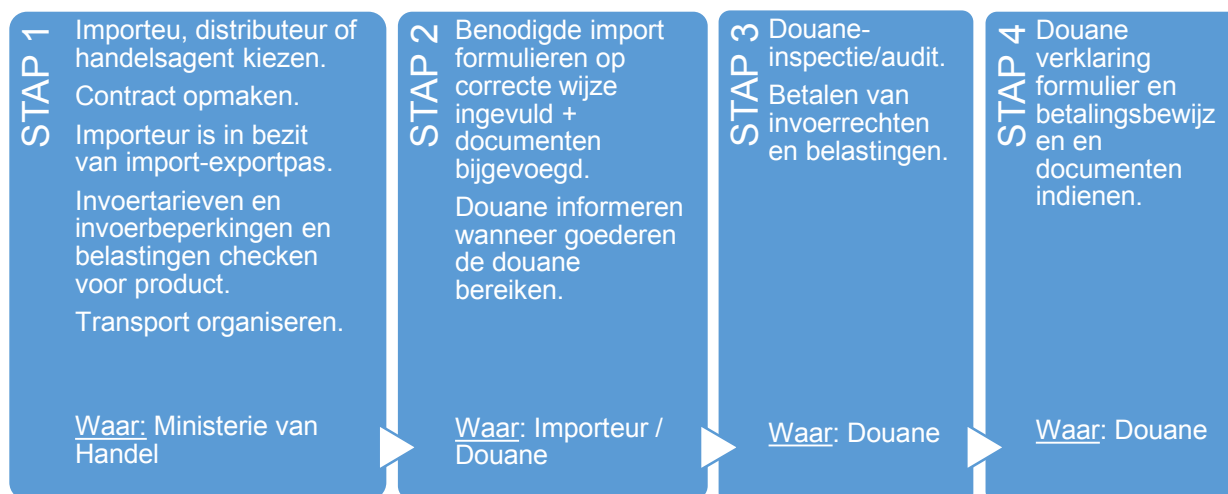 STAP 1
Importeu, distributeur of
handelsagent kiezen.
Contract opmaken.
Importeur is in bezit
van import-exportpas.
Invoertarieven en
invoerbeperkingen en
belastingen checken
voor product.
Transport organiseren.
Waar: Ministerie van
Handel
STAP 2
Benodigde import
formulieren op
correcte wijze
ingevuld +
documenten
bijgevoegd.
Douane informeren
wanneer goederen
de douane
bereiken.
Waar: Importeur /
Douane
STAP 3
Douane-
inspectie/audit.
Betalen van
invoerrechten
en belastingen.
Waar: Douane
STAP 4
Douane
verklaring
formulier en
betalingsbewijz
en en
documenten
indienen.
Waar: Douane